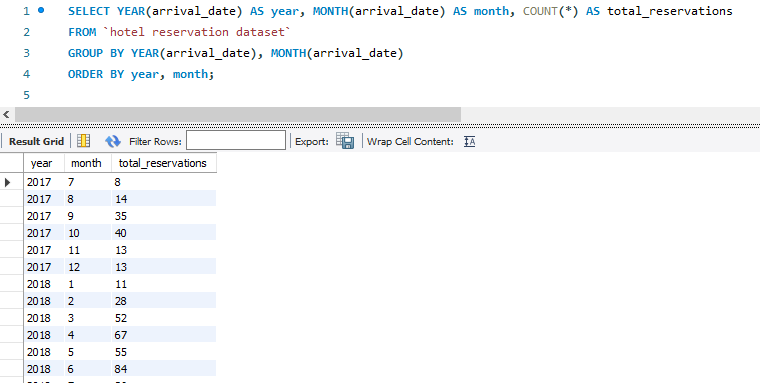 1 SELECT YEAR(arrival_date) AS year, MONTH(arrival_date) AS month, COUNT(*) AS total_reservations
2 FROM `hotel reservation dataset`
3 GROUP BY YEAR(arrival_date), MONTH(arrival_date)
4 ORDER BY year, month;
5
Result Grid Filter Rows: Export: Wrap Cell Content:
year month total_reservations
2017 7 8
2017 8 14
2017 9 35
2017 10 40
2017 11 13
2017 12 13
2018 1 11
2018 2 28
2018 3 52
2018 4 67
2018 5 55
2018 6 84